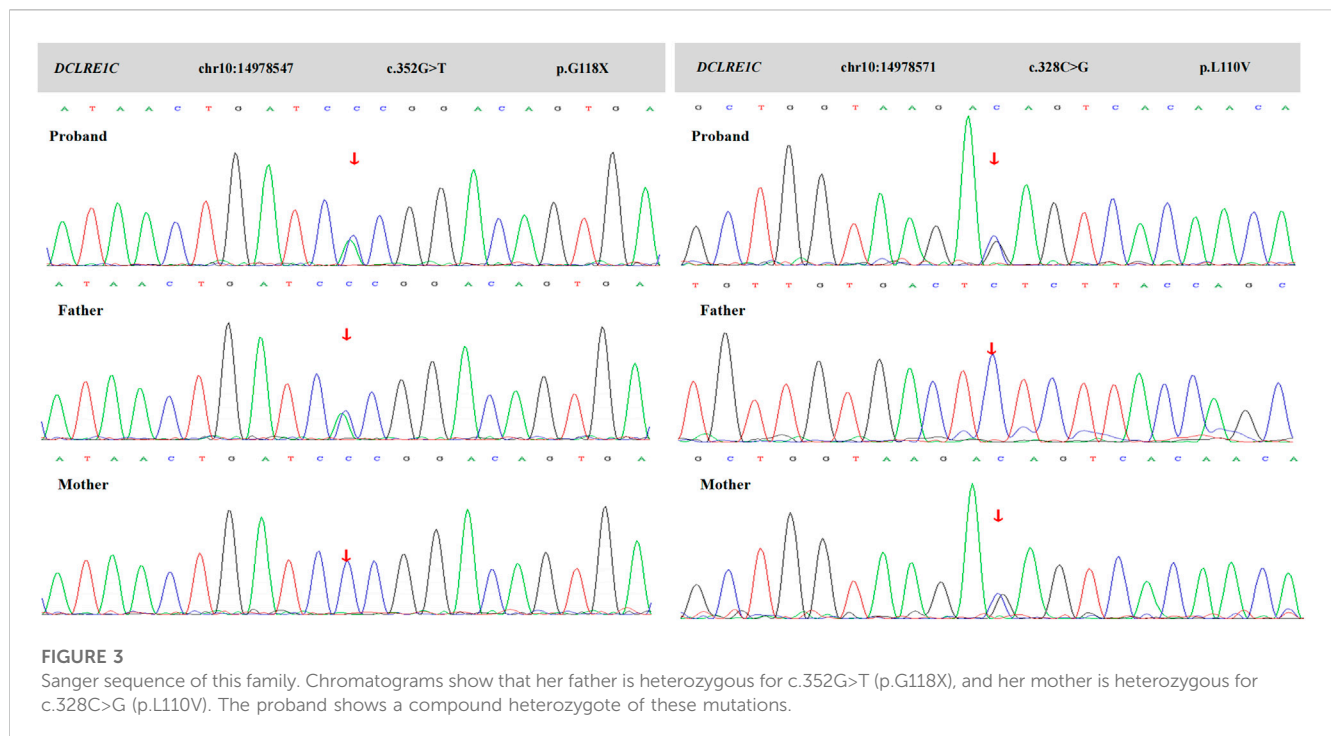 DCLRE1C chr10:14978547 c.352G>T p.G118X
A T A A C T G A T C C C G G A C A G T G A
Proband
A T A A C T G A T C C C G G A C A G T G A
Father
A T A A C T G A T C C C G G A C A G T G A
Mother
DCLRE1C chr10:14978571 c.328C>G p.L110V
G C T G G T A A G A C A G T C A C A A C A
Proband
T G T T G T G A C T C T C T T A C C A G C
Father
G C T G G T A A G A C A G T C A C A A C A
Mother
FIGURE 3
Sanger sequence of this family. Chromatograms show that her father is heterozygous for c.352G>T (p.G118X), and her mother is heterozygous for
c.328C>G (p.L110V). The proband shows a compound heterozygote of these mutations.